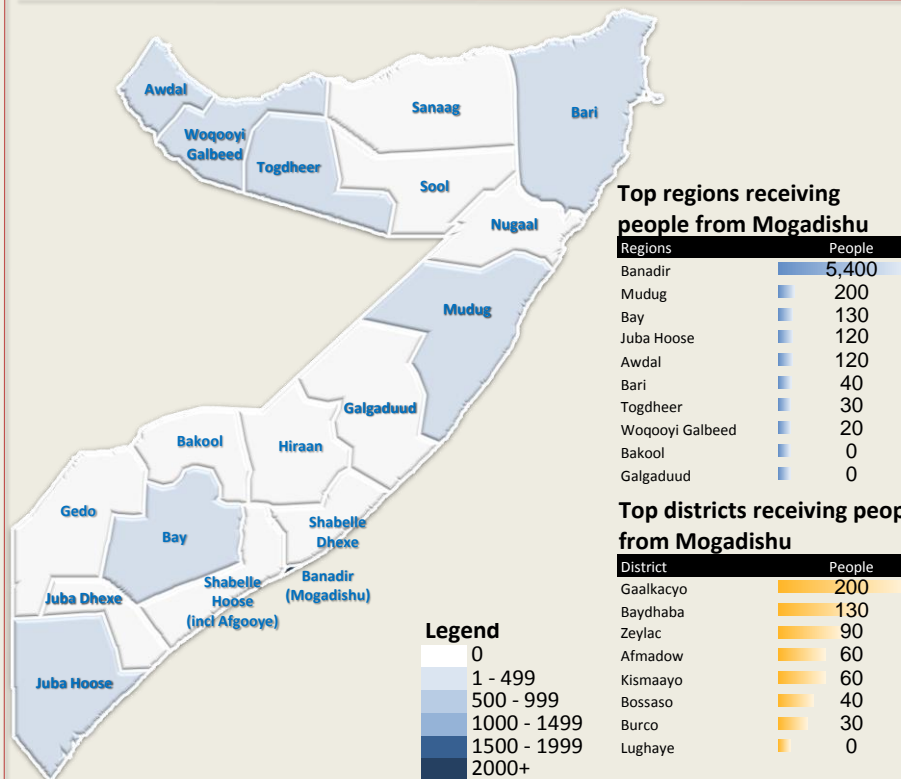 Awdal
Sanaag
Bari
Woqooyi
Galbeed
Togdheer
Sool
Nugaal
Mudug
Galgaduud
Bakool
Hiraan
Gedo
Bay
Shabelle
Dhexe
Banadir
(Mogadishu)
Shabelle
Hoose
(incl Afgooye)
Juba Dhexe
Juba Hoose
Legend
0
1 - 499
500 - 999
1000 - 1499
1500 - 1999
2000+
Top regions receiving
people from Mogadishu
Regions People
Banadir 5,400
Mudug 200
Bay 130
Juba Hoose 120
Awdal 120
Bari 40
Togdheer 30
Woqooyi Galbeed 20
Bakool 0
Galgaduud 0
Top districts receiving peop
from Mogadishu
District People
Gaalkacyo 200
Baydhaba 130
Zeylac 90
Afmadow 60
Kismaayo 60
Bossaso 40
Burco 30
Lughaye 0